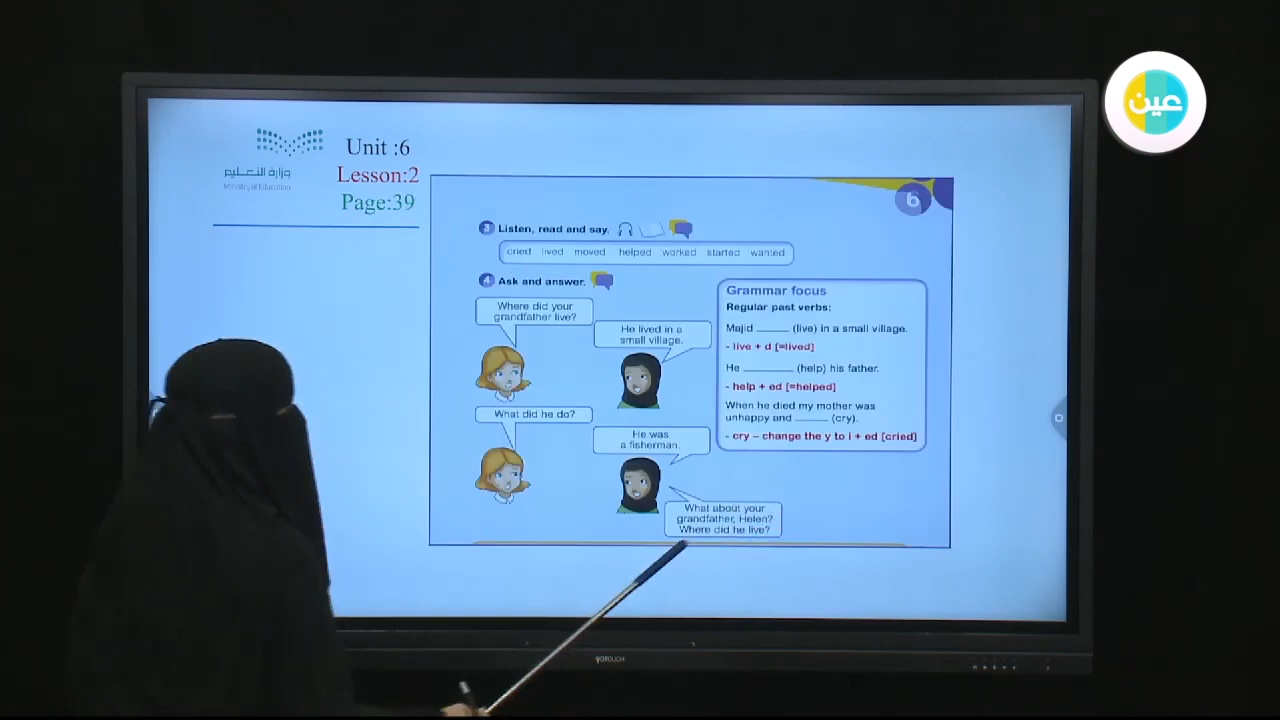 عين
وزارة التعليم
Ministry of Education
Unit :6
Lesson:2
Page:39
6
3 Listen, read and say.
cried lived moved helped worked started wanted
4 Ask and answer.
Where did your
grandfather live?
He lived in a
small village.
What did he do?
He was
a fisherman.
What about your
grandfather, Helen?
Where did he live?
Grammar focus
Regular past verbs:
Majid _____ (live) in a small village.
- live + d [=lived]
He ________ (help) his father.
- help + ed [=helped]
When he died my mother was
unhappy and _____ (cry).
- cry – change the y to i + ed [cried]
YATOUCH